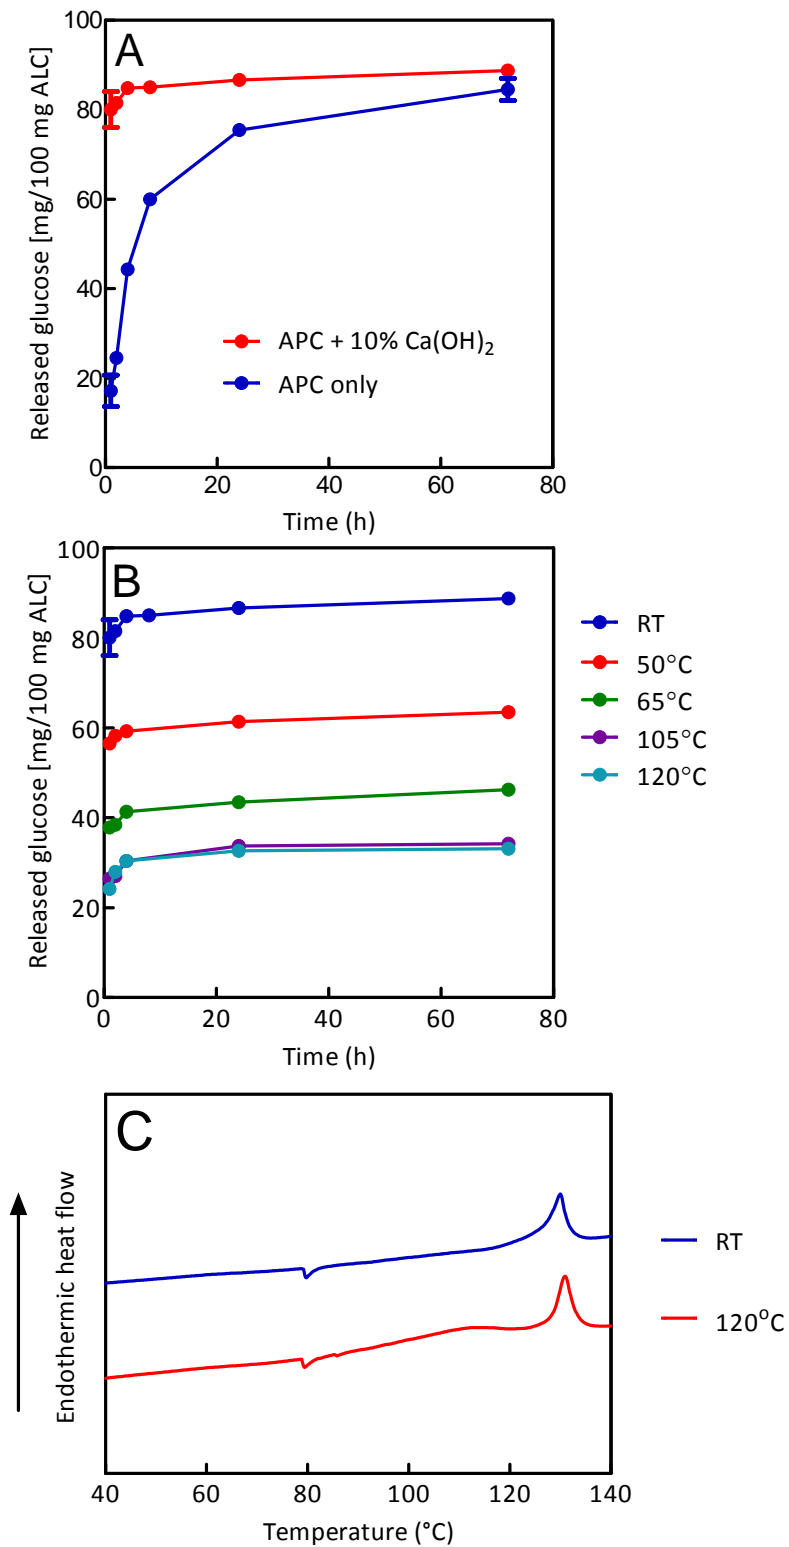 A
Released glucose [mg/100 mg ALC]
100
80
60
40
20
0
APC + 10% Ca(OH)₂
APC only
0 20 40 60 80
Time (h)
B
Released glucose [mg/100 mg ALC]
100
80
60
40
20
0
RT
50°C
65°C
105°C
120°C
0 20 40 60 80
Time (h)
C
Endothermic heat flow
RT
120°C
40 60 80 100 120 140
Temperature (°C)